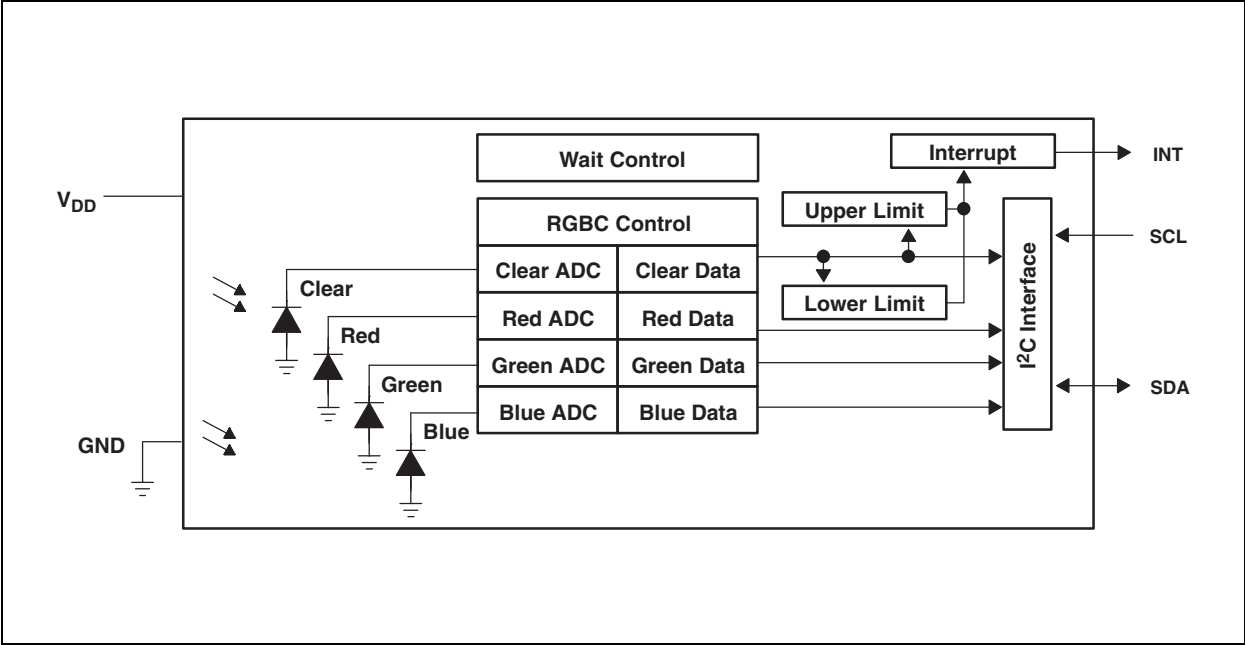 Wait Control
Interrupt
INT
V_DD
RGBC Control
Upper Limit
SCL
Clear
Clear ADC
Clear Data
Lower Limit
Red
Red ADC
Red Data
I²C Interface
Green
Green ADC
Green Data
SDA
Blue
Blue ADC
Blue Data
GND